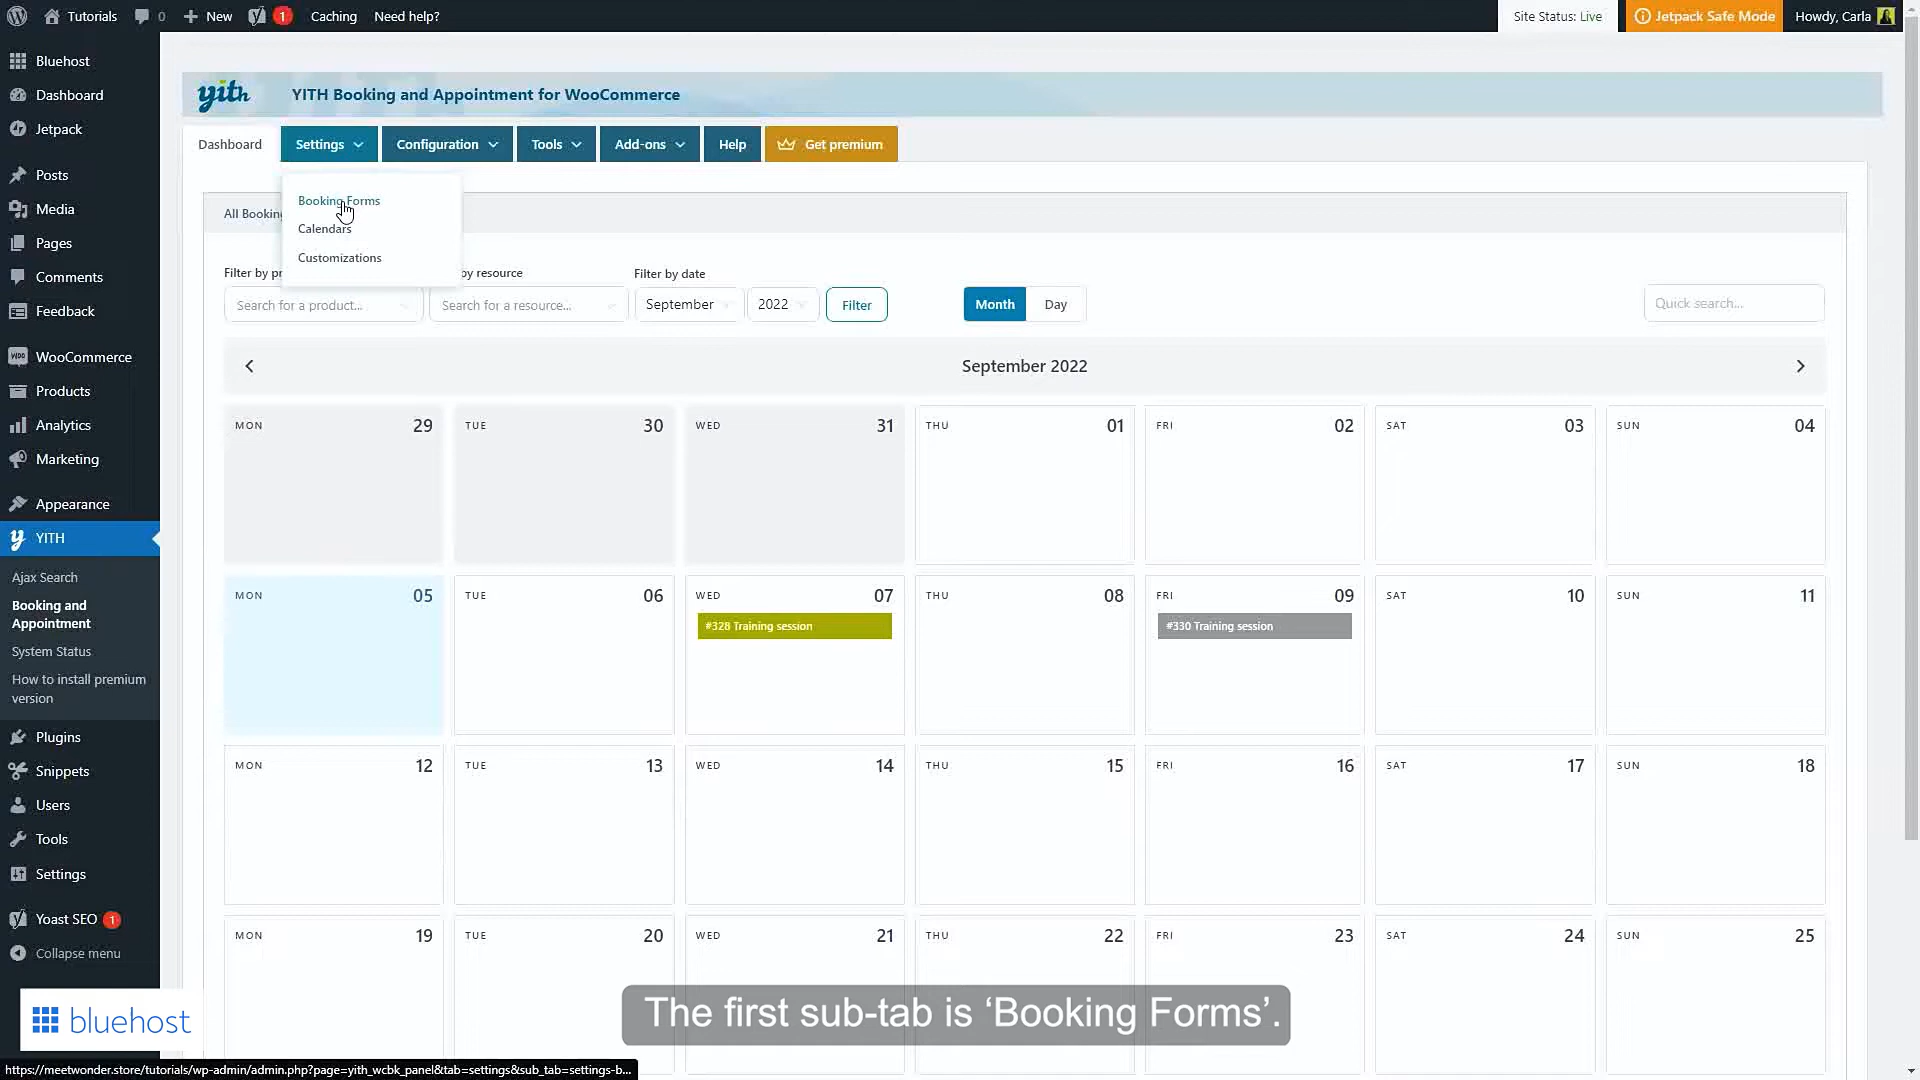 Tutorials 0 New 1 Caching Need help? Site Status: Live Jetpack Safe Mode Howdy, Carla
Bluehost
Dashboard
Jetpack
Posts
Media
Pages
Comments
Feedback
WooCommerce
Products
Analytics
Marketing
Appearance
YITH
Ajax Search
Booking and
Appointment
System Status
How to install premium
version
Plugins
Snippets
Users
Tools
Settings
Yoast SEO 1
Collapse menu
bluehost
yith YITH Booking and Appointment for WooCommerce
Dashboard Settings Configuration Tools Add-ons Help Get premium
Booking Forms
Calendars
Customizations
All Booking
Filter by pr by resource Filter by date
Search for a product... Search for a resource... September 2022 Filter Month Day Quick search...
September 2022
MON 29 TUE 30 WED 31 THU 01 FRI 02 SAT 03 SUN 04
MON 05 TUE 06 WED 07 THU 08 FRI 09 SAT 10 SUN 11
#328 Training session #330 Training session
MON 12 TUE 13 WED 14 THU 15 FRI 16 SAT 17 SUN 18
MON 19 TUE 20 WED 21 THU 22 FRI 23 SAT 24 SUN 25
The first sub-tab is ‘Booking Forms’.
https://meetwonder.store/tutorials/wp-admin/admin.php?page=yith_wcbk_panel&tab=settings&sub_tab=settings-b...